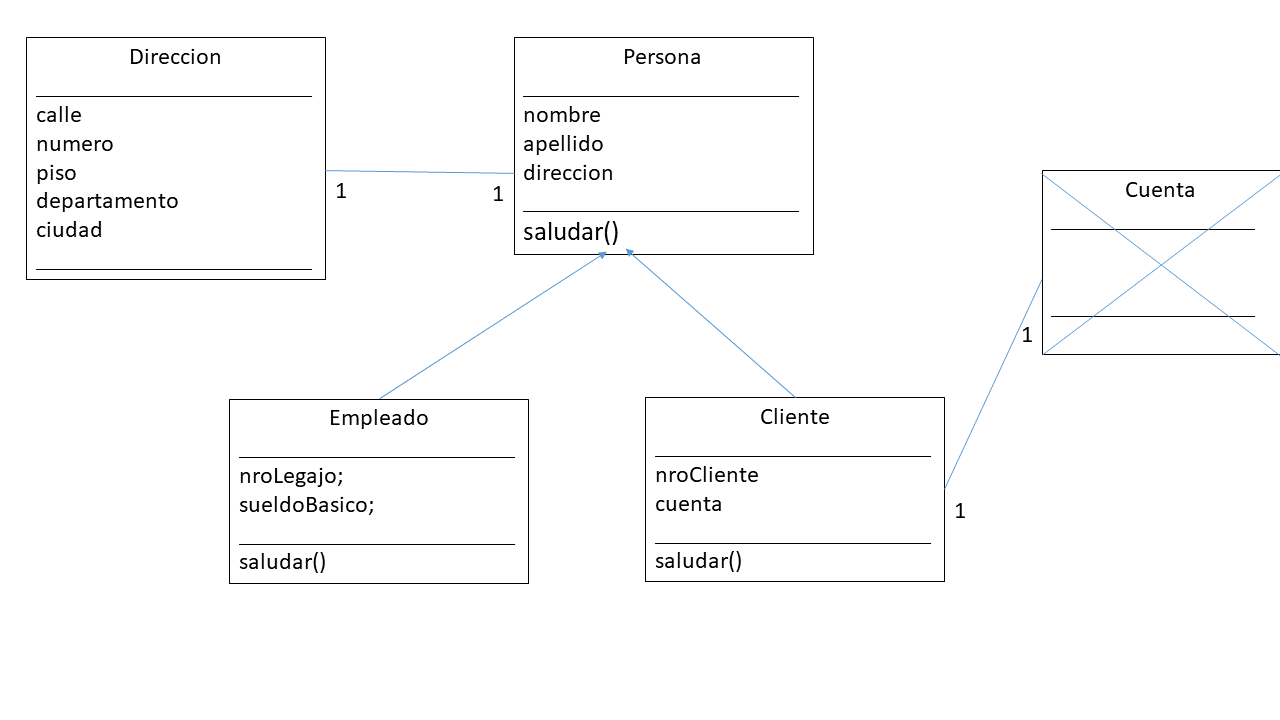 Direccion
calle
numero
piso
departamento
ciudad
1
1
Persona
nombre
apellido
direccion
saludar()
Cuenta
1
Empleado
nroLegajo;
sueldoBasico;
saludar()
Cliente
nroCliente
cuenta
saludar()
1